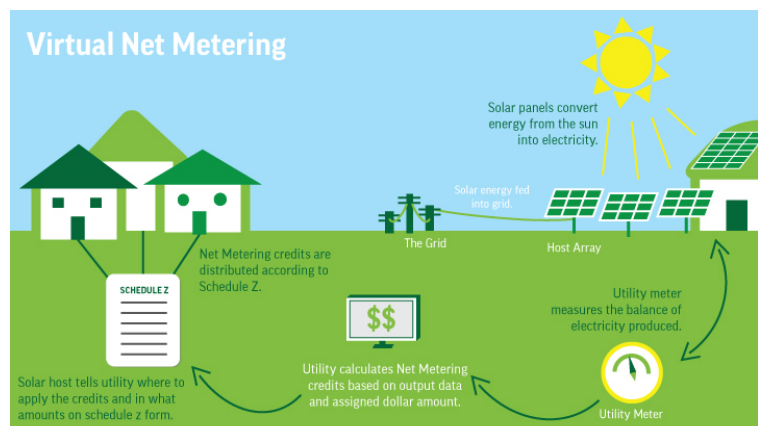 Virtual Net Metering
Solar panels convert
energy from the sun
into electricity.
Solar energy fed
into grid.
The Grid
Host Array
Net Metering credits are
distributed according to
Schedule Z.
SCHEDULE Z
Utility meter
measures the balance of
electricity produced.
$$
Utility calculates Net Metering
credits based on output data
and assigned dollar amount.
Solar host tells utility where to
apply the credits and in what
amounts on schedule z form.
Utility Meter